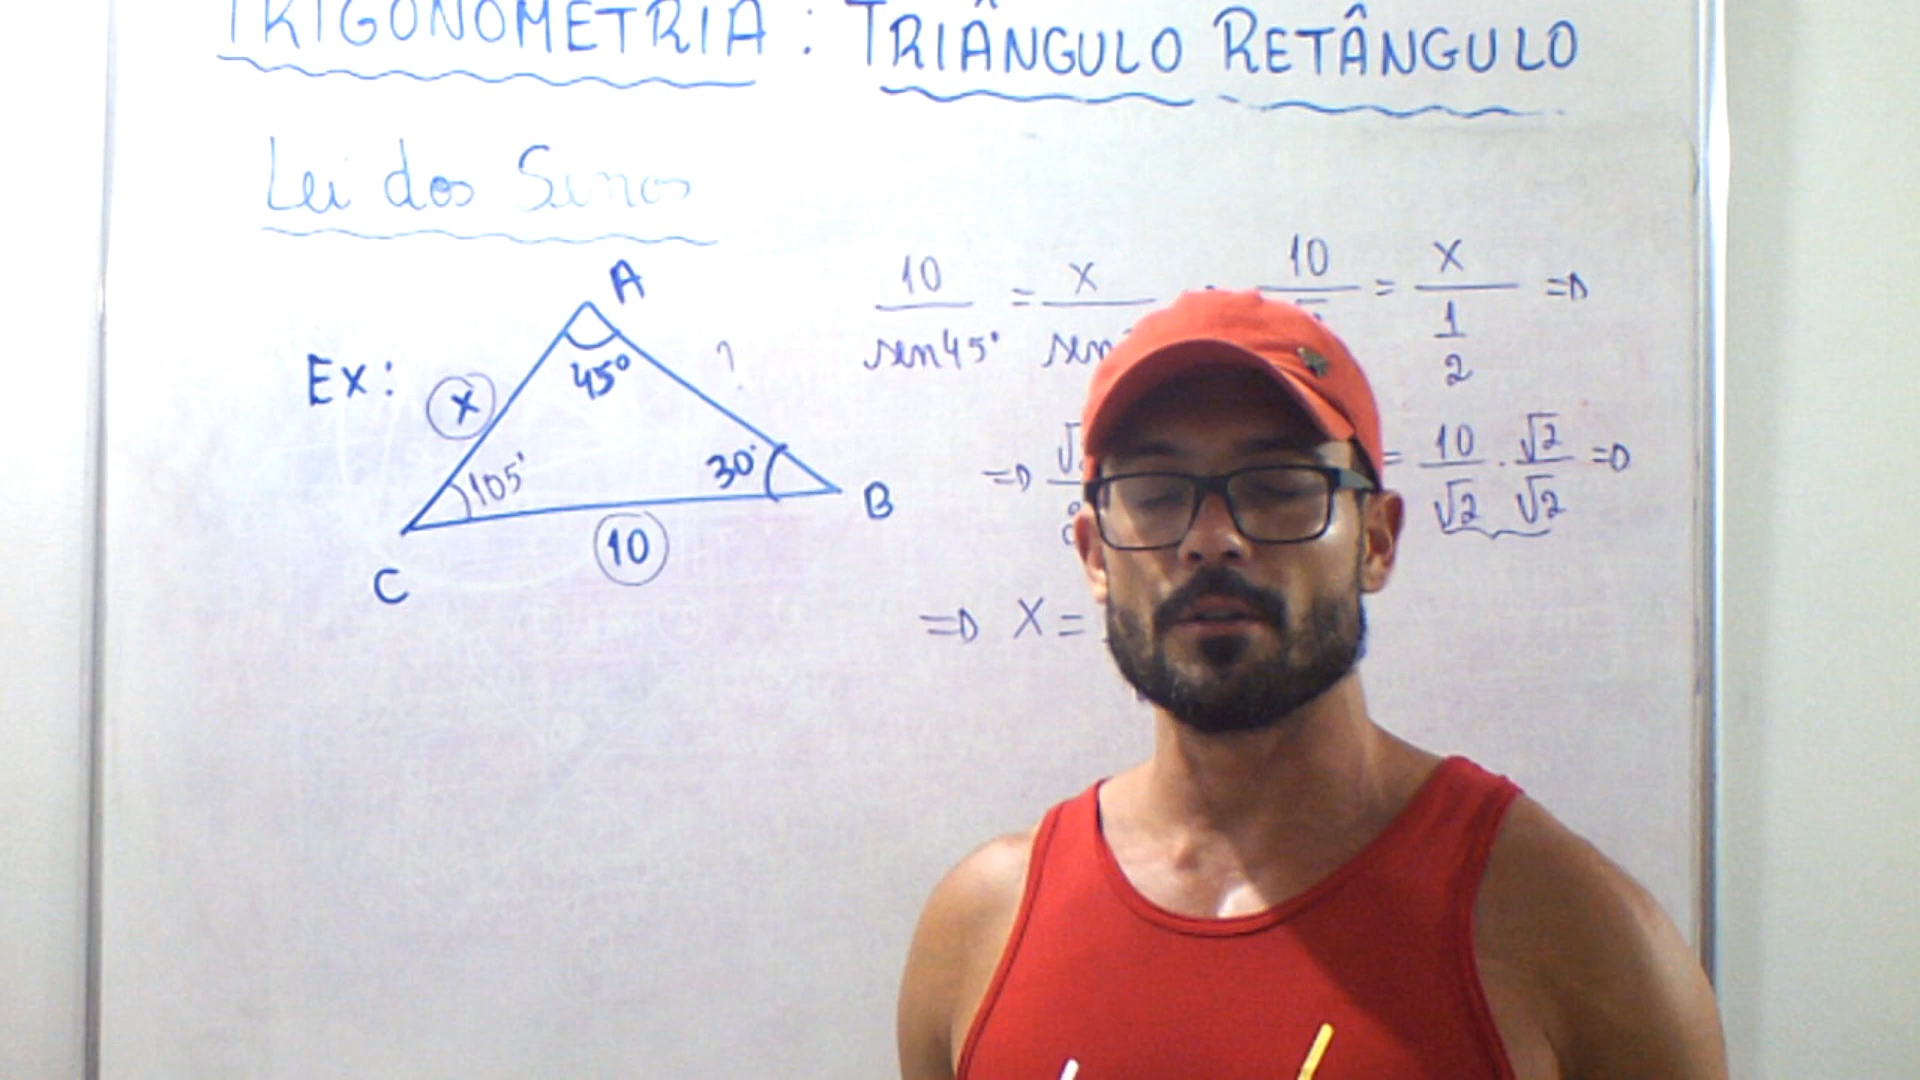 TRIGONOMETRIA : TRIÂNGULO RETÂNGULO
Lei dos Senos
A
Ex:
x
45°
?
105°
30°
B
10
C
10 / sen45° = x / sen
10 / = x / 1/2 =>
=> = 10/√2 . √2/√2 =>
=> X =